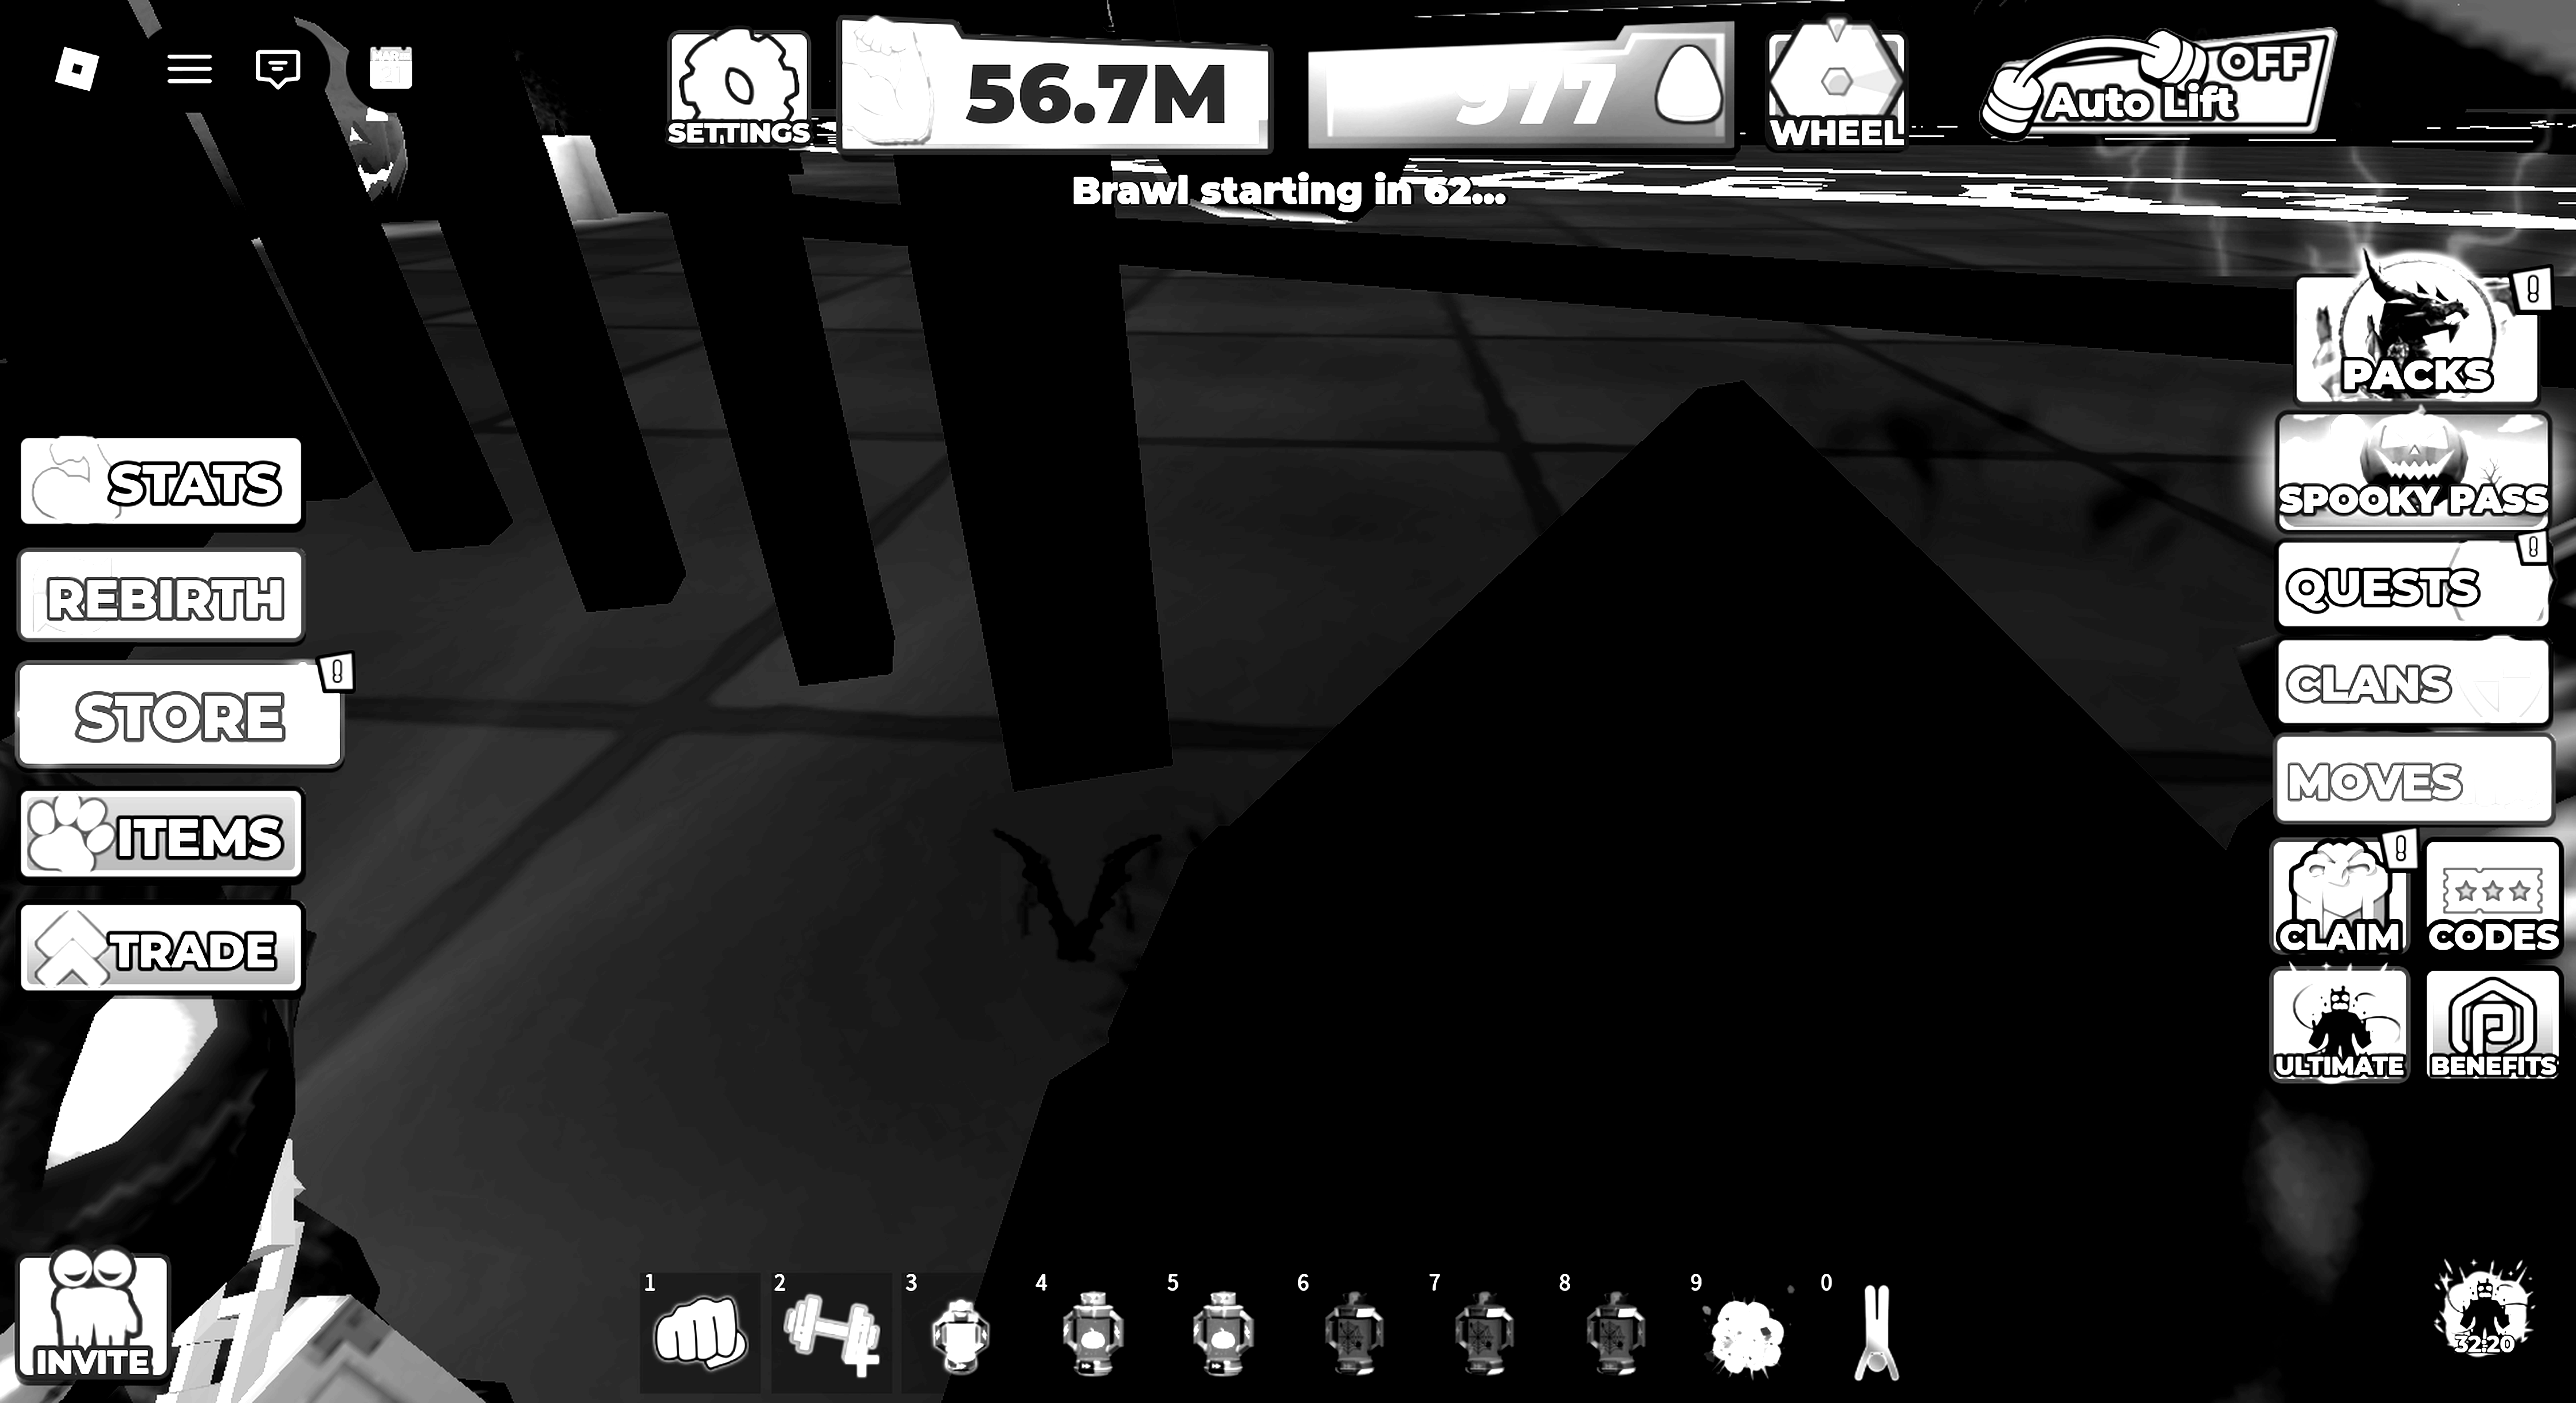 SETTINGS
56.7M
977
WHEEL
OFF
Auto Lift
Brawl starting in 62...
PACKS
SPOOKY PASS
QUESTS
CLANS
MOVES
CLAIM
CODES
ULTIMATE
BENEFITS
STATS
REBIRTH
STORE
ITEMS
TRADE
INVITE
1 2 3 4 5 6 7 8 9 0
32:20